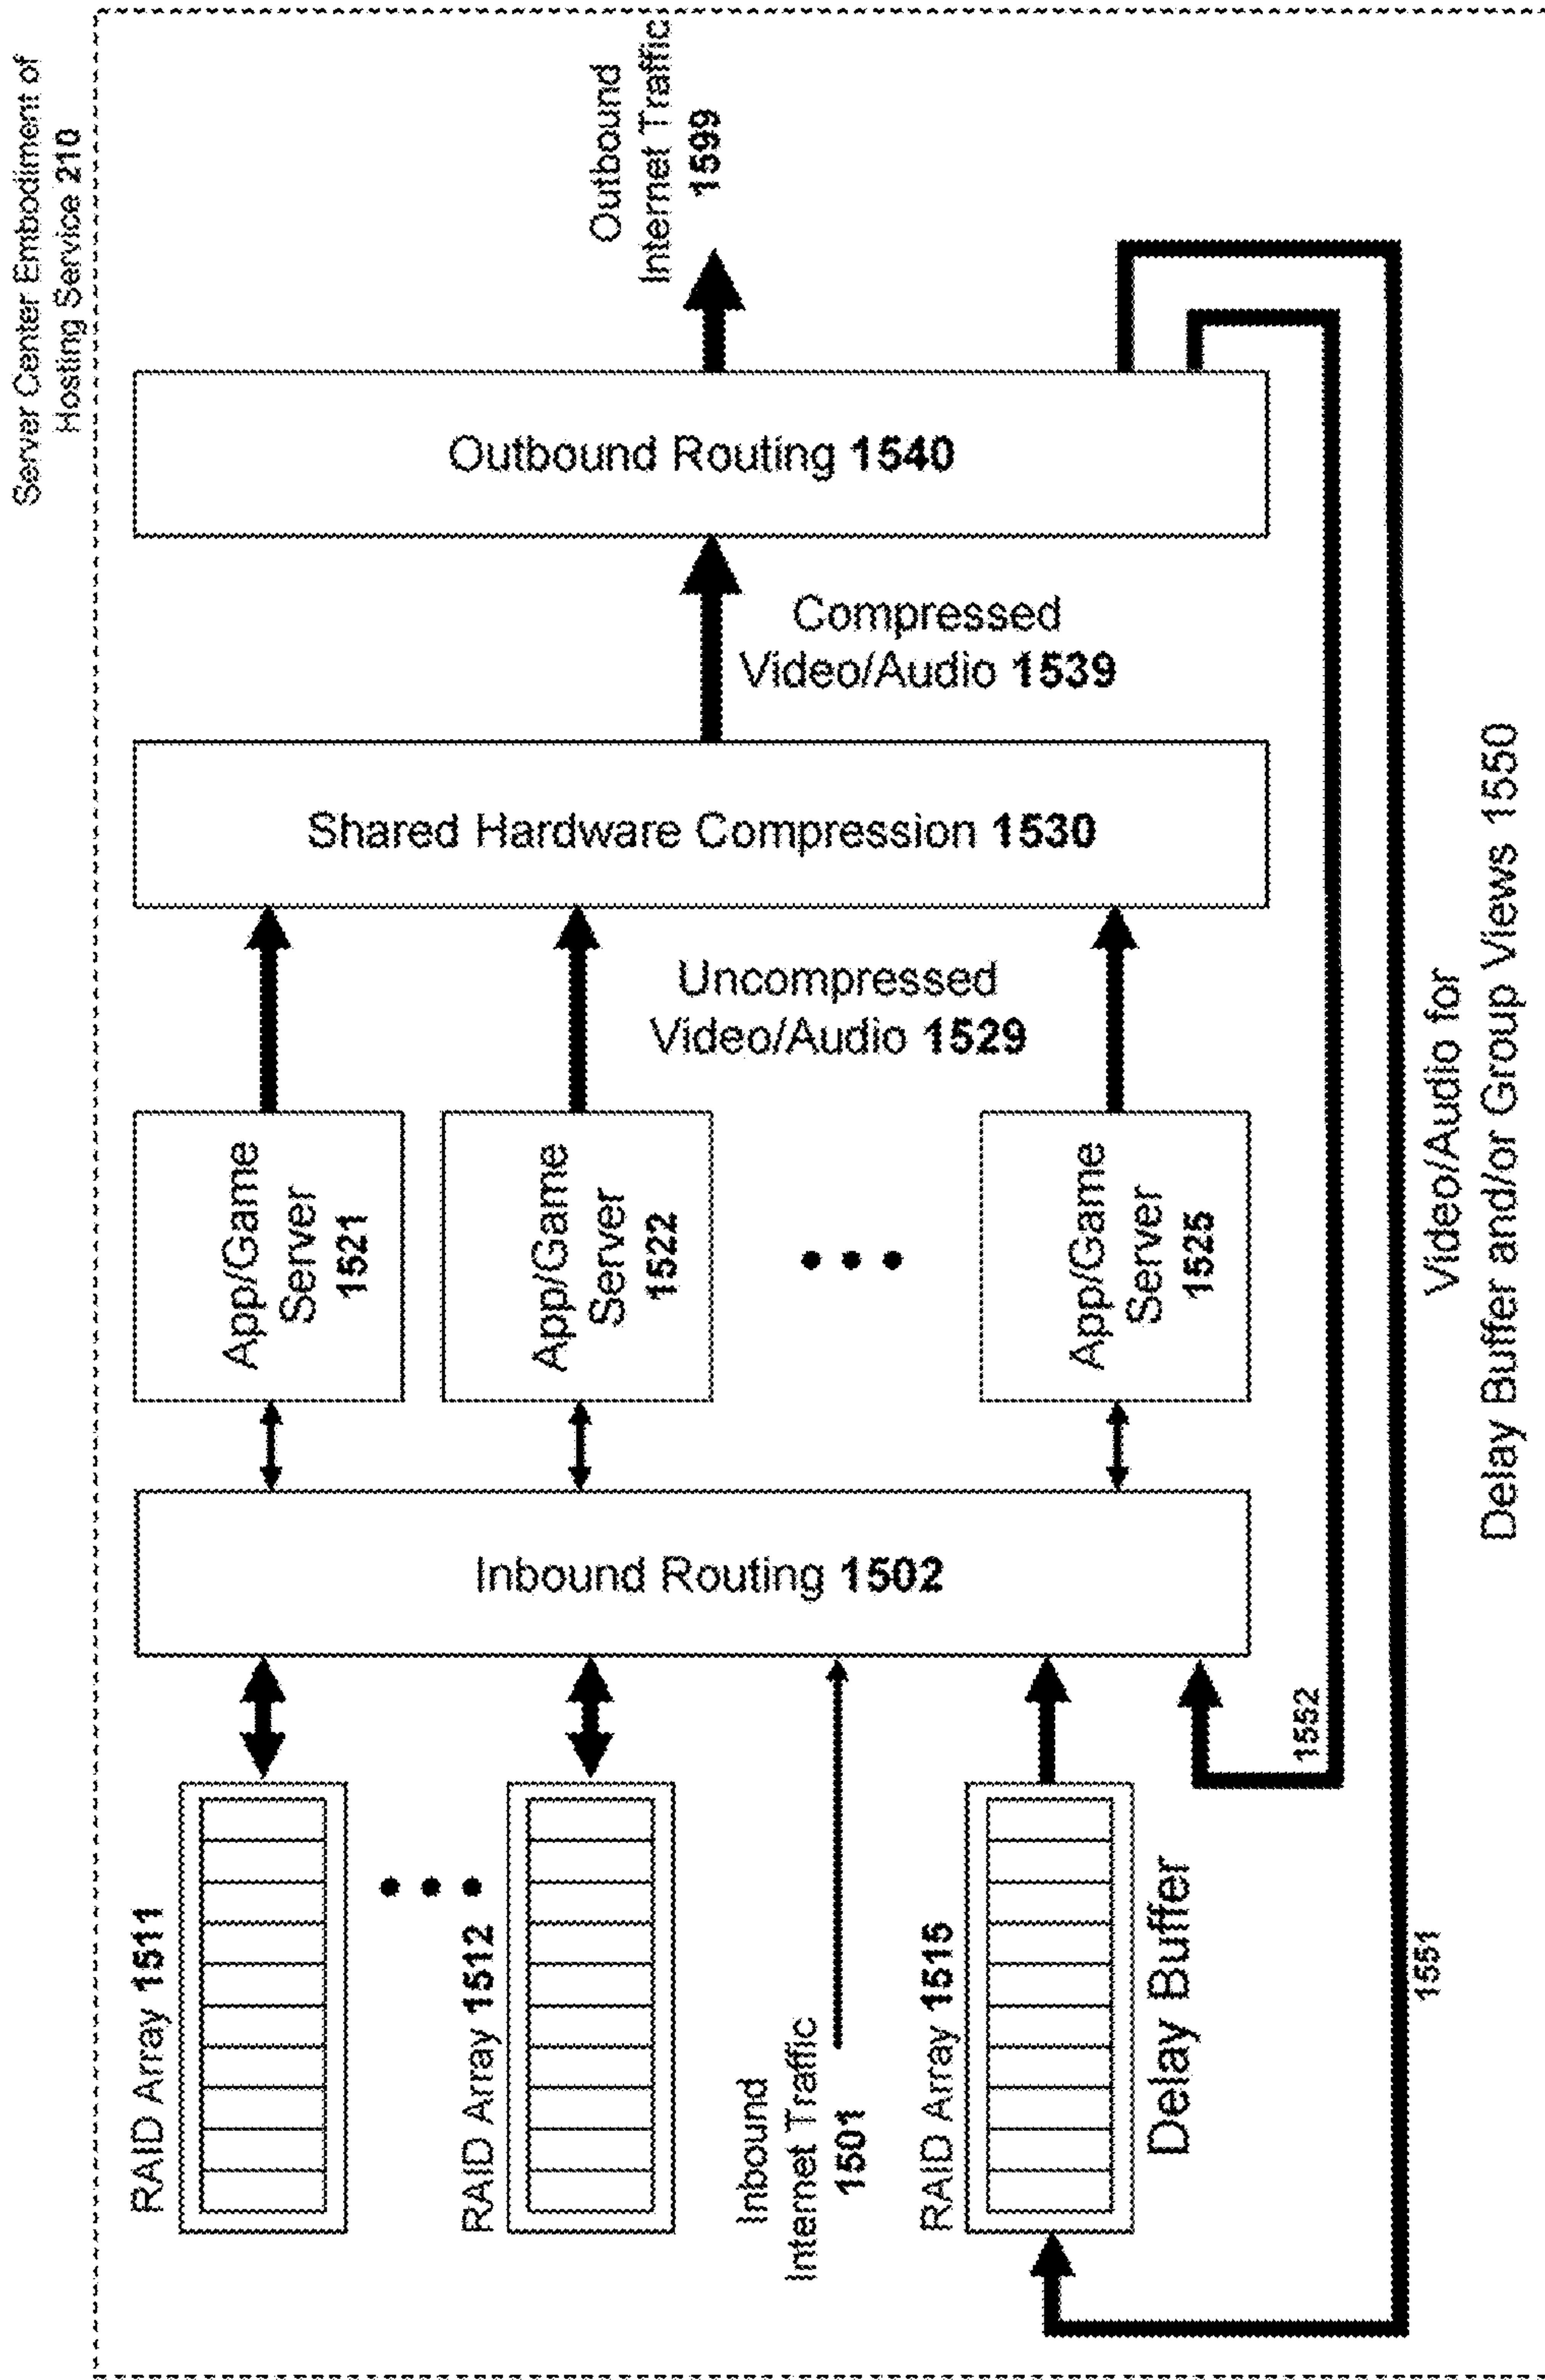 Server Center Embodiment of
Hosting Service 210
RAID Array 1511
RAID Array 1512
Inbound
Internet Traffic
1501
RAID Array 1515
Delay Buffer
Inbound Routing 1502
App/Game
Server
1521
App/Game
Server
1522
App/Game
Server
1525
Uncompressed
Video/Audio 1529
Shared Hardware Compression 1530
Compressed
Video/Audio 1539
Outbound Routing 1540
Outbound
Internet Traffic
1599
1552
1551
Video/Audio for
Delay Buffer and/or Group Views 1550